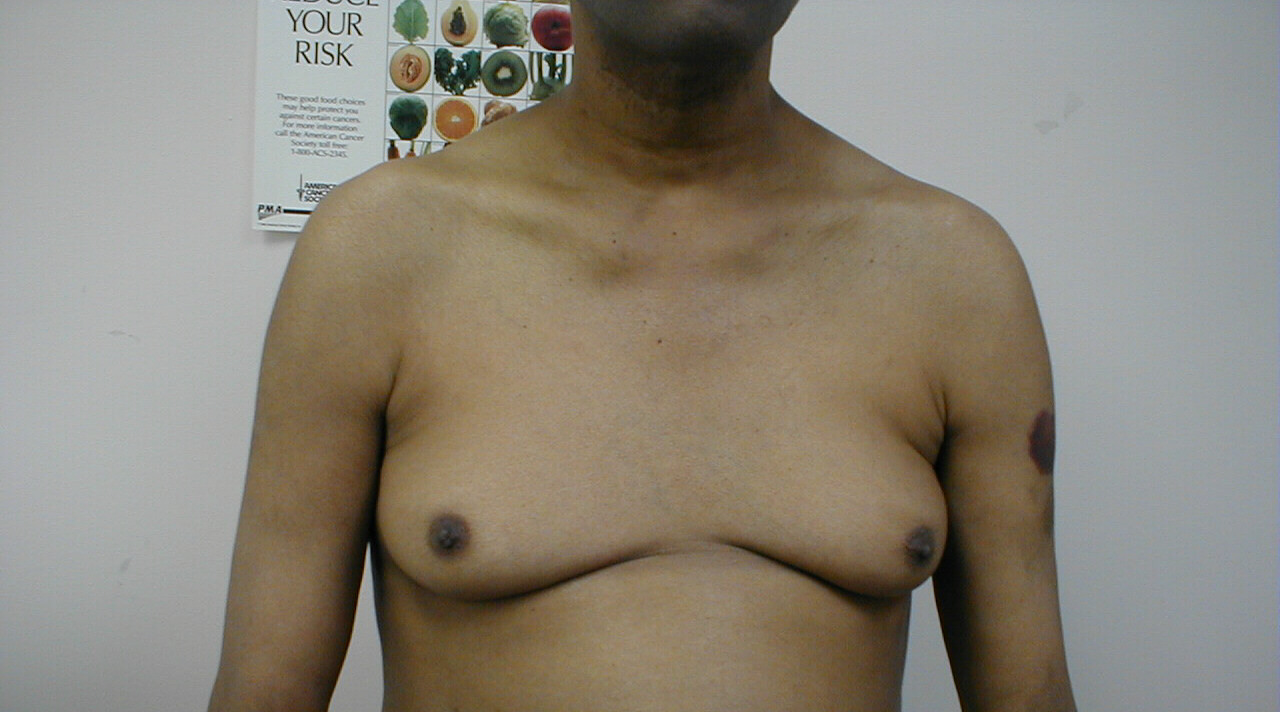 YOUR
RISK
These good food choices
may help protect you
against certain cancers.
For more information
call the American Cancer
Society toll free:
1-800-ACS-2345.
PMA